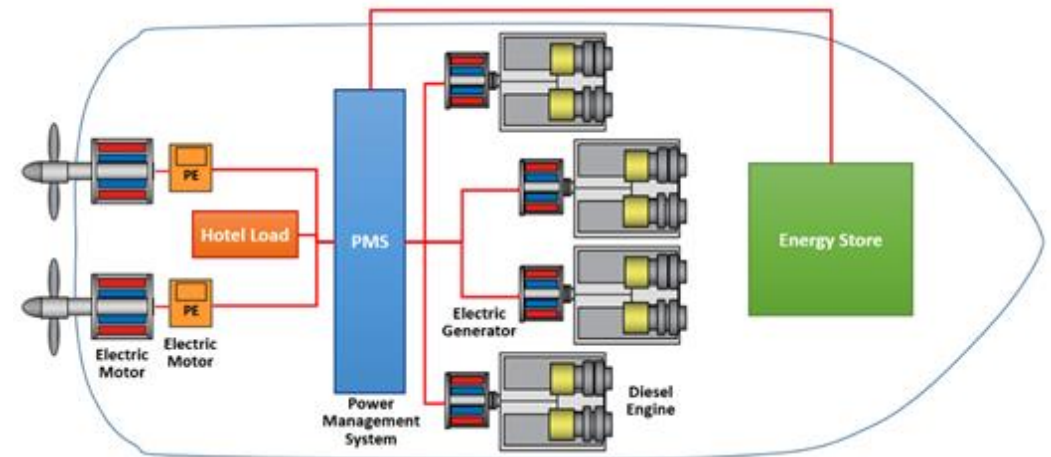 PE
Hotel Load
PMS
Energy Store
PE
Electric
Motor
Electric
Motor
Electric
Generator
Power
Management
System
Diesel
Engine